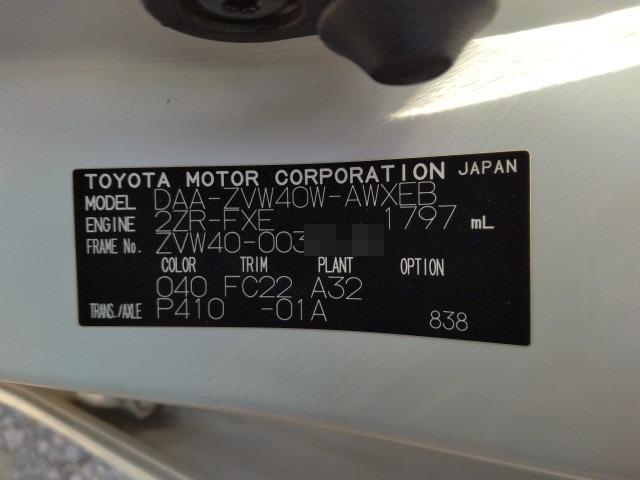 TOYOTA MOTOR CORPORATION JAPAN
MODEL DAA-ZVW40W-AWXEB
ENGINE 2ZR-FXE 1797 mL
FRAME No. ZVW40-003
COLOR TRIM PLANT OPTION
040 FC22 A32
TRANS./AXLE P410 -01A
838